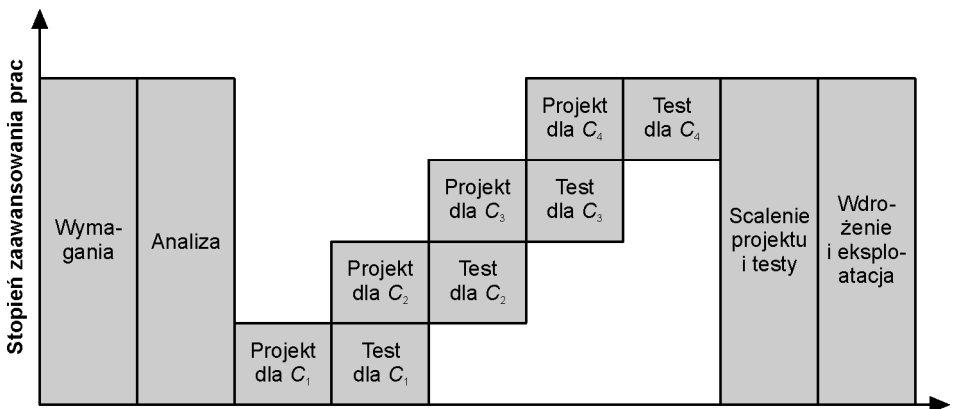 Stopień zaawansowania prac
Wyma-
gania
Analiza
Projekt
dla C₁
Test
dla C₁
Projekt
dla C₂
Test
dla C₂
Projekt
dla C₃
Test
dla C₃
Projekt
dla C₄
Test
dla C₄
Scalenie
projektu
i testy
Wdro-
żenie
i eksplo-
atacja